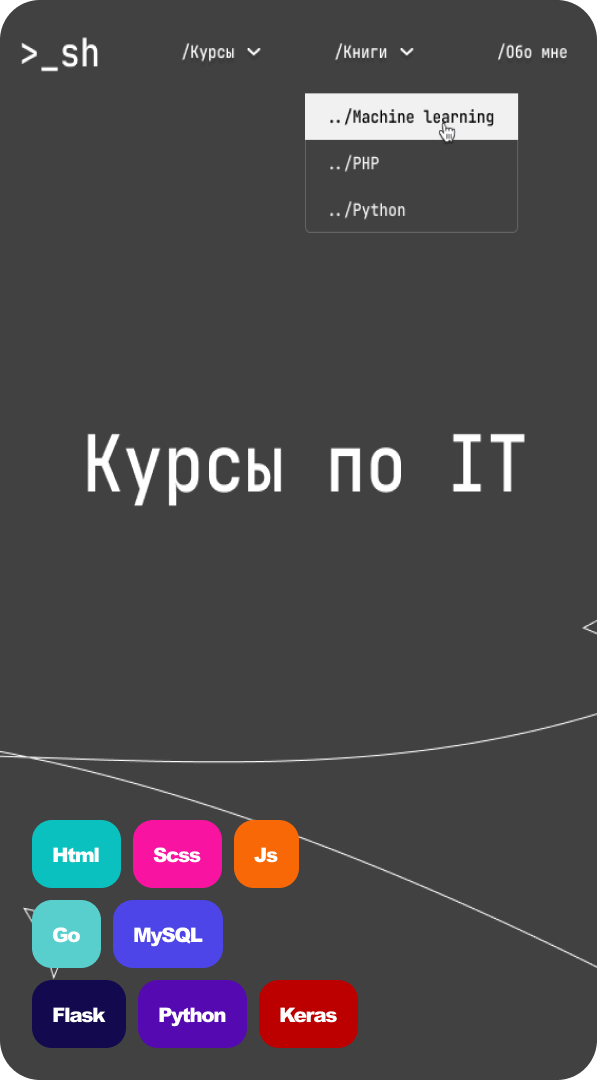 >_sh /Курсы /Книги /Обо мне
../Machine learning
../PHP
../Python
Курсы по IT
Html Scss Js
Go MySQL
Flask Python Keras